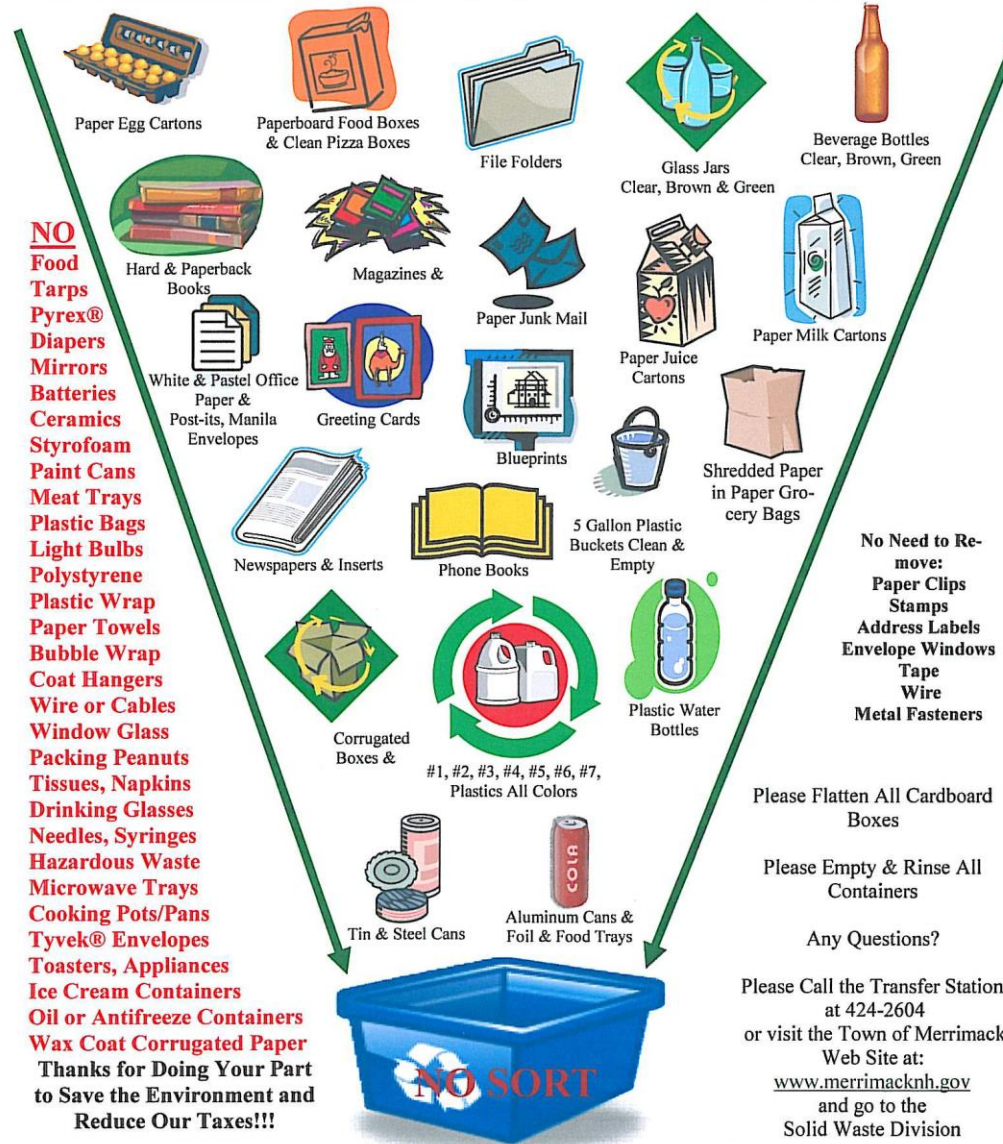 Paper Egg Cartons
Paperboard Food Boxes
& Clean Pizza Boxes
File Folders
Glass Jars
Clear, Brown & Green
Beverage Bottles
Clear, Brown, Green
Hard & Paperback
Books
Magazines &
Paper Junk Mail
Paper Juice
Cartons
Paper Milk Cartons
White & Pastel Office
Paper &
Post-its, Manila
Envelopes
Greeting Cards
Blueprints
5 Gallon Plastic
Buckets Clean &
Empty
Shredded Paper
in Paper Gro-
cery Bags
Newspapers & Inserts
Phone Books
Corrugated
Boxes &
#1, #2, #3, #4, #5, #6, #7,
Plastics All Colors
Plastic Water
Bottles
Tin & Steel Cans
COLA
Aluminum Cans &
Foil & Food Trays
NO SORT
NO
Food
Tarps
Pyrex®
Diapers
Mirrors
Batteries
Ceramics
Styrofoam
Paint Cans
Meat Trays
Plastic Bags
Light Bulbs
Polystyrene
Plastic Wrap
Paper Towels
Bubble Wrap
Coat Hangers
Wire or Cables
Window Glass
Packing Peanuts
Tissues, Napkins
Drinking Glasses
Needles, Syringes
Hazardous Waste
Microwave Trays
Cooking Pots/Pans
Tyvek® Envelopes
Toasters, Appliances
Ice Cream Containers
Oil or Antifreeze Containers
Wax Coat Corrugated Paper
Thanks for Doing Your Part
to Save the Environment and
Reduce Our Taxes!!!
No Need to Re-
move:
Paper Clips
Stamps
Address Labels
Envelope Windows
Tape
Wire
Metal Fasteners
Please Flatten All Cardboard
Boxes
Please Empty & Rinse All
Containers
Any Questions?
Please Call the Transfer Station
at 424-2604
or visit the Town of Merrimack
Web Site at:
www.merrimacknh.gov
and go to the
Solid Waste Division